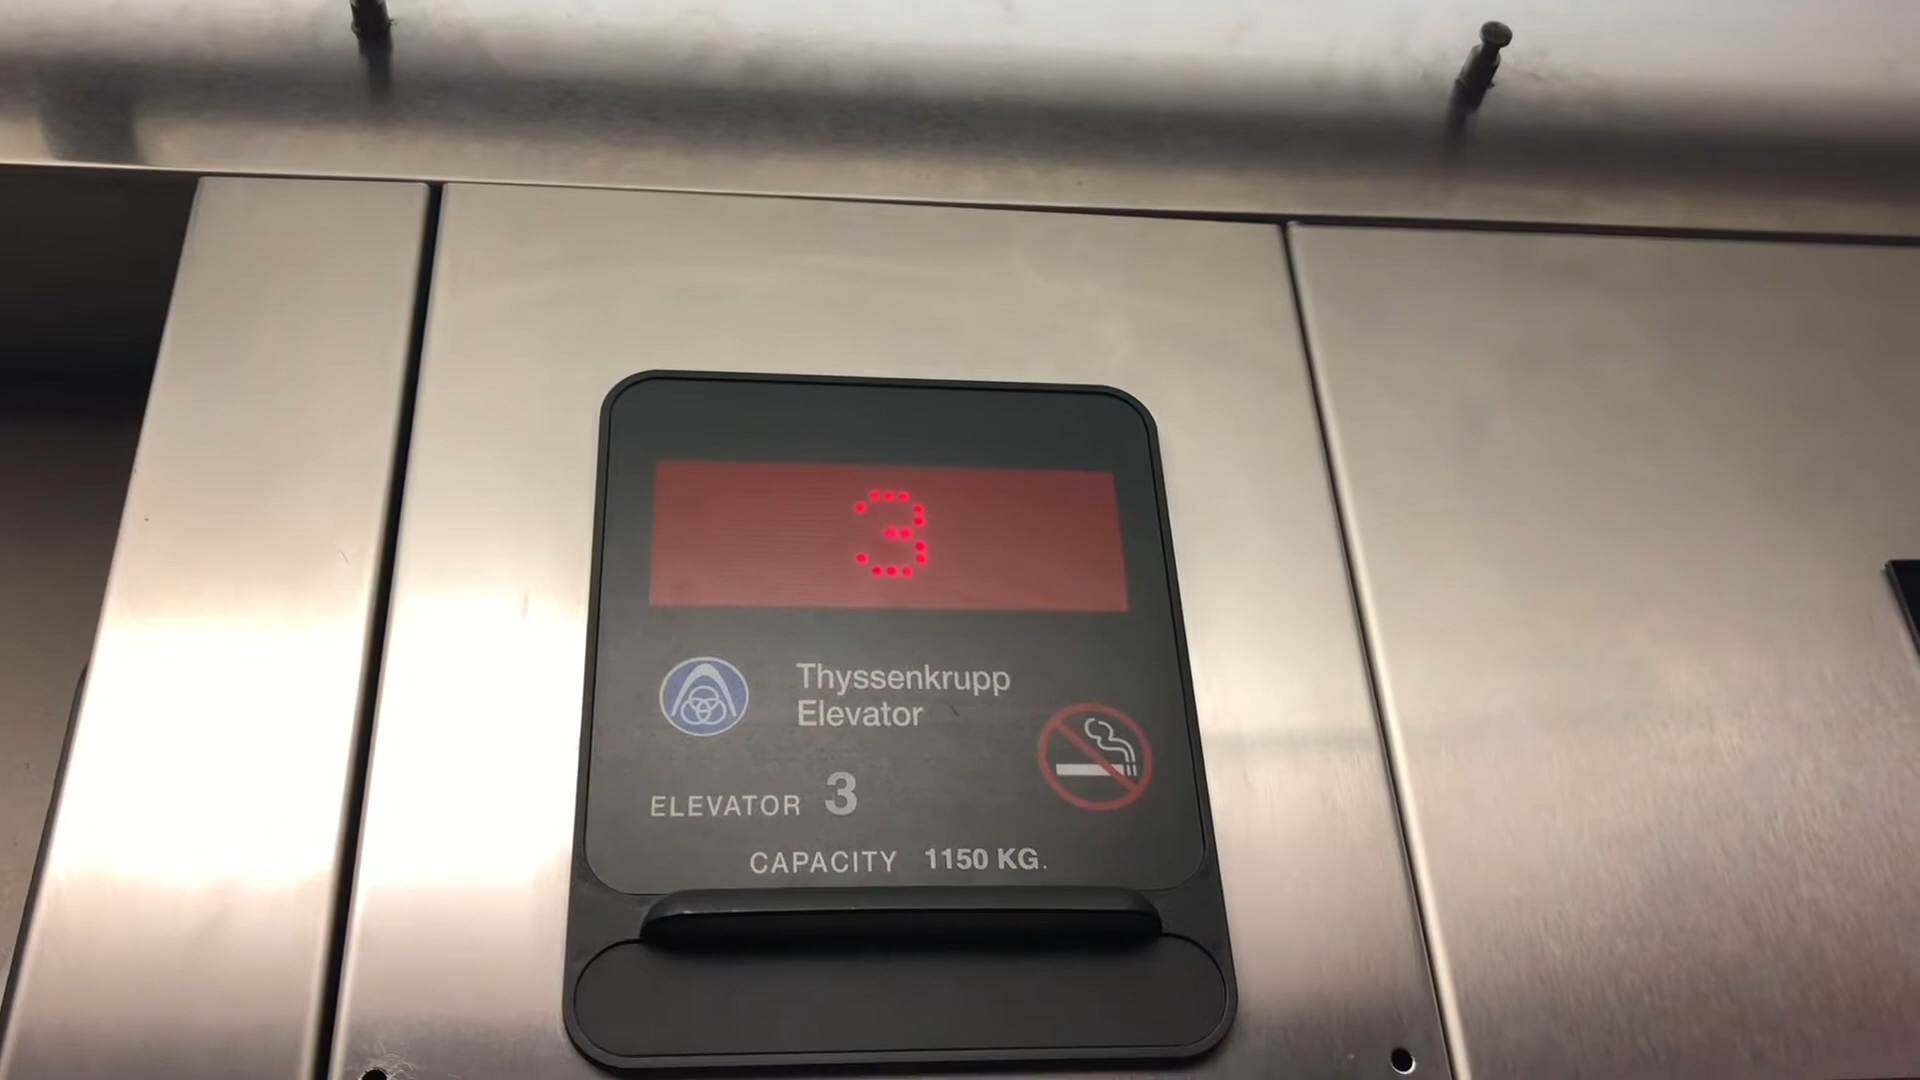 3
Thyssenkrupp
Elevator
ELEVATOR 3
CAPACITY 1150 KG.